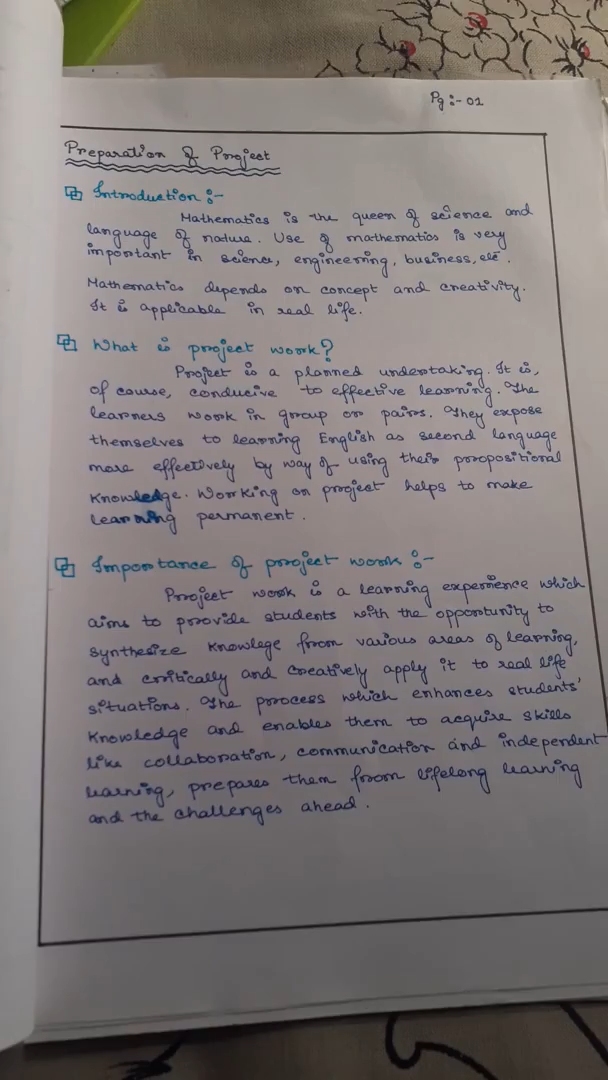 Pg:- 01
Preparation of Project
Introduction :-
Mathematics is the queen of science and
language of nature. Use of mathematics is very
important in science, engineering, business, etc.
Mathematics depends on concept and creativity.
It is applicable in real life.
What is project work?
Project is a planned undertaking. It is,
of course, conducive to effective learning. The
learners work in group or pairs. They expose
themselves to learning English as second language
more effectively by way of using their propositional
knowledge. Working on project helps to make
learning permanent.
Importance of project work :-
Project work is a learning experience which
aims to provide students with the opportunity to
synthesize knowlege from various areas of learning,
and critically and creatively apply it to real life
situations. The process which enhances students'
knowledge and enables them to acquire skills
like collaboration, communication and independent
learning, prepares them from lifelong learning
and the challenges ahead.